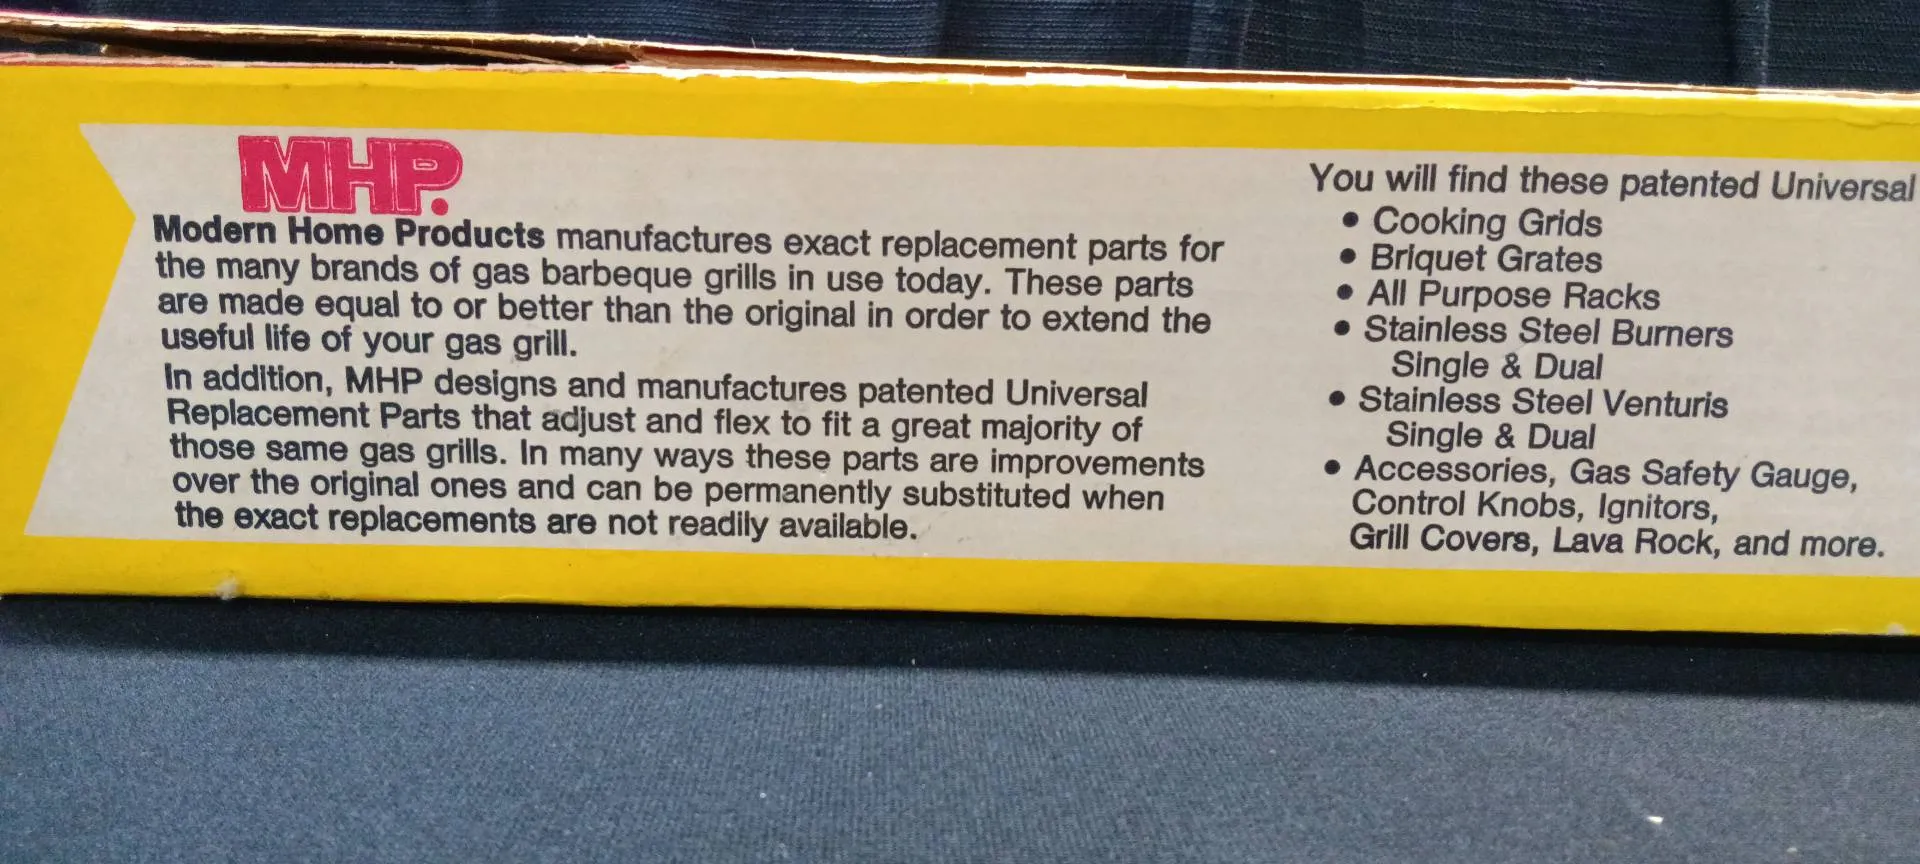 MHP.
Modern Home Products manufactures exact replacement parts for
the many brands of gas barbeque grills in use today. These parts
are made equal to or better than the original in order to extend the
useful life of your gas grill.
In addition, MHP designs and manufactures patented Universal
Replacement Parts that adjust and flex to fit a great majority of
those same gas grills. In many ways these parts are improvements
over the original ones and can be permanently substituted when
the exact replacements are not readily available.
You will find these patented Universal
• Cooking Grids
• Briquet Grates
• All Purpose Racks
• Stainless Steel Burners
Single & Dual
• Stainless Steel Venturis
Single & Dual
• Accessories, Gas Safety Gauge,
Control Knobs, Ignitors,
Grill Covers, Lava Rock, and more.